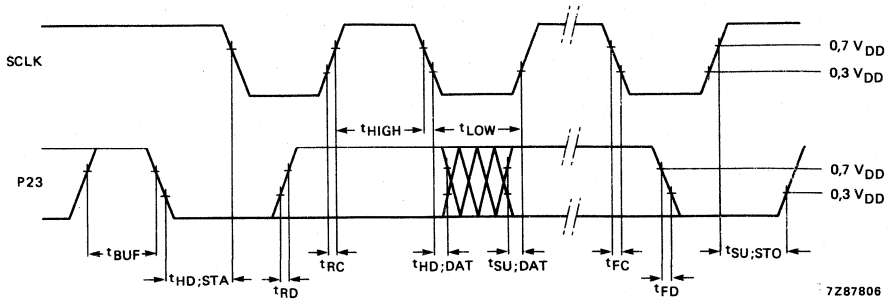 SCLK
0,7 VDD
0,3 VDD
tHIGH
tLOW
P23
0,7 VDD
0,3 VDD
tBUF
tHD;STA
tRD
tRC
tHD;DAT
tSU;DAT
tFC
tFD
tSU;STO
7Z87806